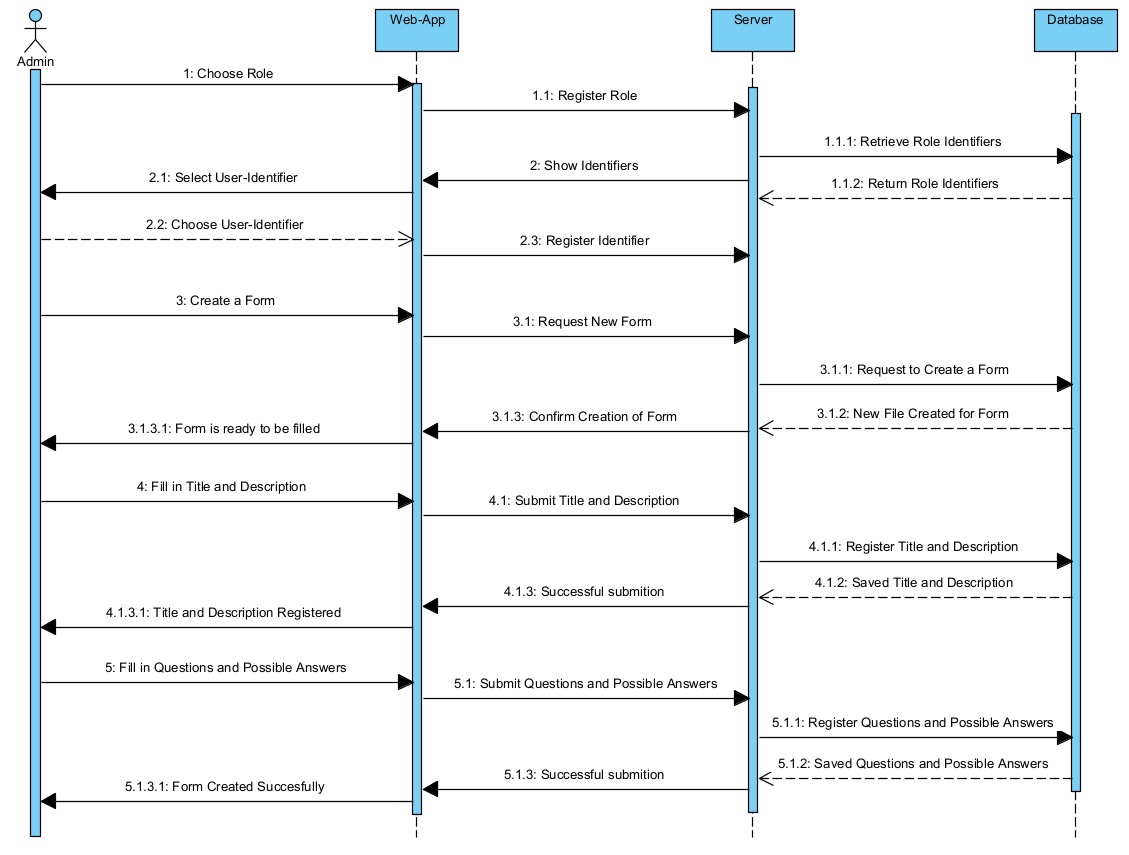 Web-App
Server
Database
Admin
1: Choose Role
1.1: Register Role
1.1.1: Retrieve Role Identifiers
2: Show Identifiers
2.1: Select User-Identifier
1.1.2: Return Role Identifiers
2.2: Choose User-Identifier
2.3: Register Identifier
3: Create a Form
3.1: Request New Form
3.1.1: Request to Create a Form
3.1.2: New File Created for Form
3.1.3: Confirm Creation of Form
3.1.3.1: Form is ready to be filled
4: Fill in Title and Description
4.1: Submit Title and Description
4.1.1: Register Title and Description
4.1.2: Saved Title and Description
4.1.3: Successful submition
4.1.3.1: Title and Description Registered
5: Fill in Questions and Possible Answers
5.1: Submit Questions and Possible Answers
5.1.1: Register Questions and Possible Answers
5.1.2: Saved Questions and Possible Answers
5.1.3: Successful submition
5.1.3.1: Form Created Succesfully